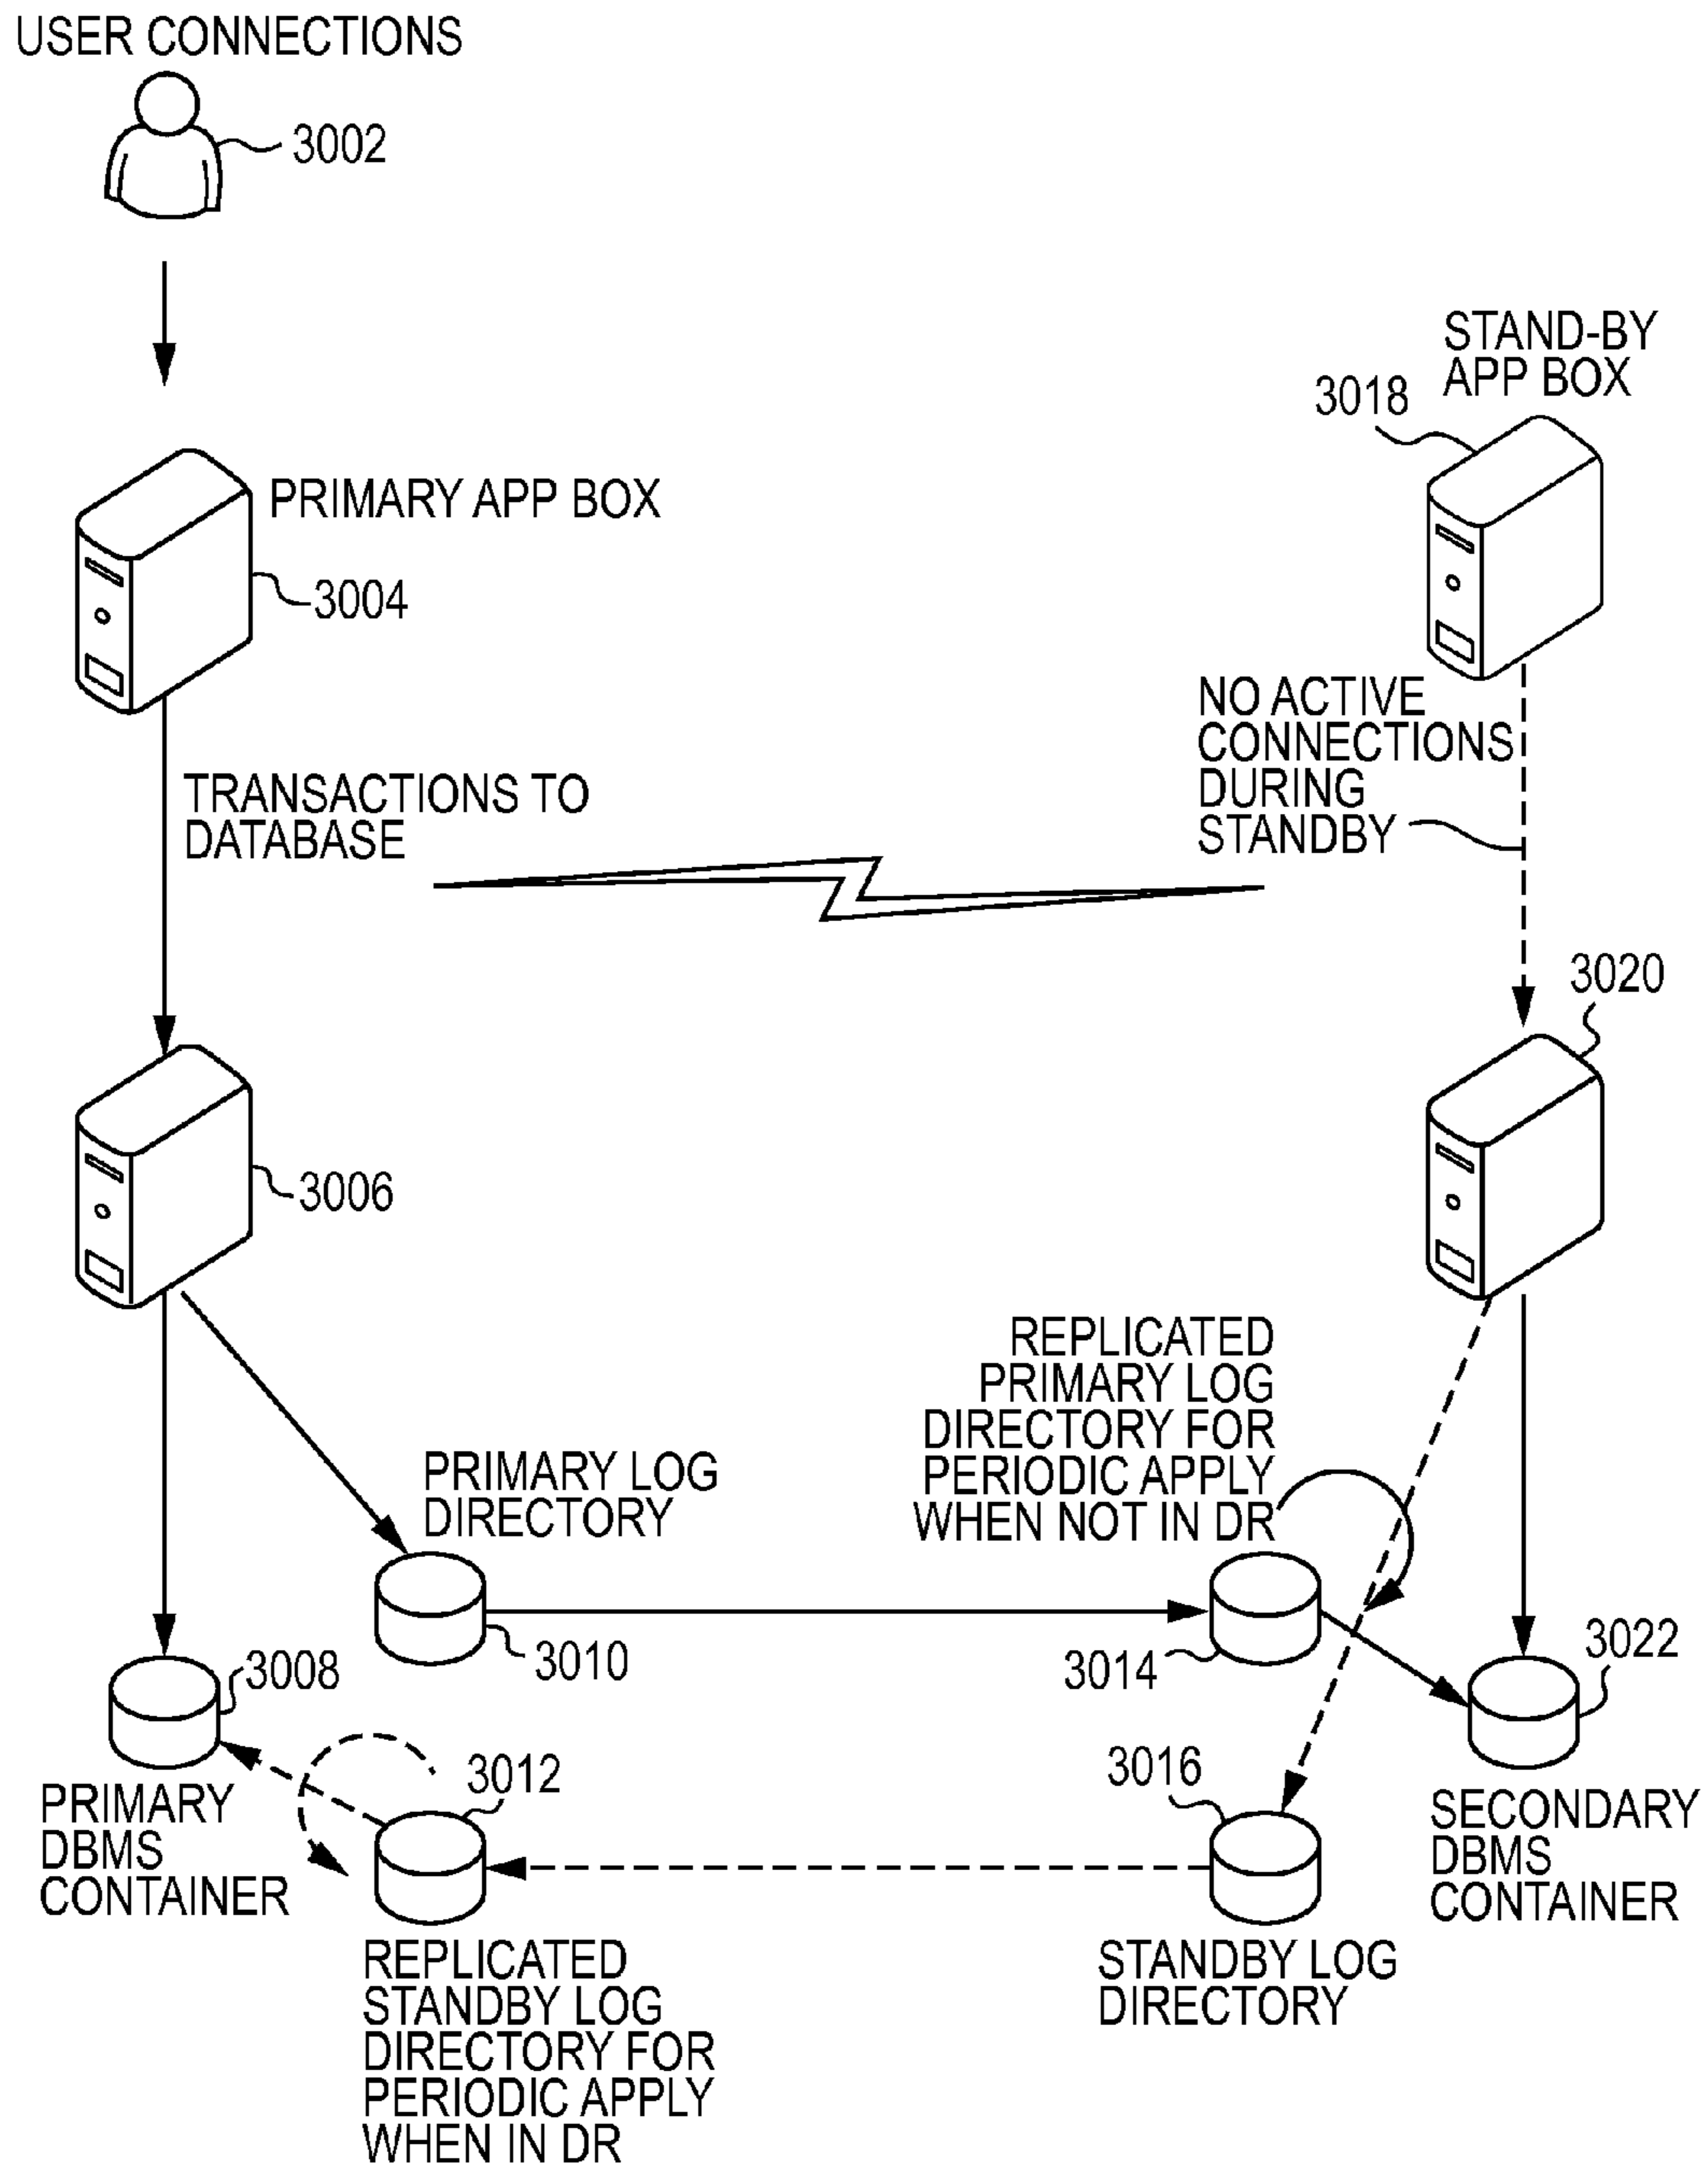 USER CONNECTIONS
3002
STAND-BY
APP BOX
3018
PRIMARY APP BOX
3004
NO ACTIVE
CONNECTIONS
DURING
STANDBY
TRANSACTIONS TO
DATABASE
3020
3006
REPLICATED
PRIMARY LOG
DIRECTORY FOR
PERIODIC APPLY
WHEN NOT IN DR
PRIMARY LOG
DIRECTORY
3010
3014
3022
3008
3012
3016
PRIMARY
DBMS
CONTAINER
SECONDARY
DBMS
CONTAINER
REPLICATED
STANDBY LOG
DIRECTORY FOR
PERIODIC APPLY
WHEN IN DR
STANDBY LOG
DIRECTORY